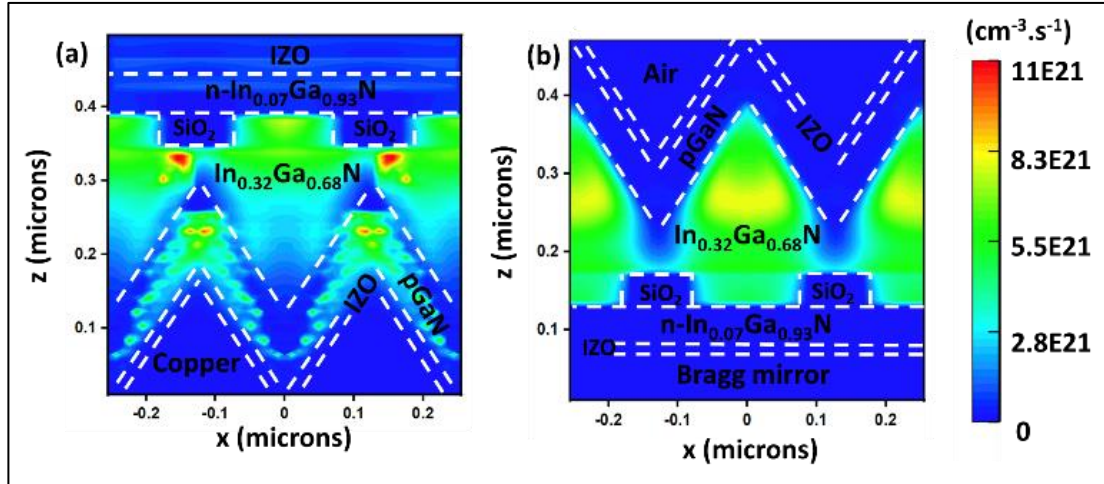 (a)
IZO
n-In0.07Ga0.93N
SiO2 SiO2
In0.32Ga0.68N
IZO
pGaN
Copper
z (microns)
0.4
0.3
0.2
0.1
-0.2 -0.1 0 0.1 0.2
x (microns)
(b)
Air
pGaN
IZO
In0.32Ga0.68N
SiO2 SiO2
n-In0.07Ga0.93N
IZO
Bragg mirror
z (microns)
0.4
0.3
0.2
0.1
-0.2 -0.1 0 0.1 0.2
x (microns)
(cm-3.s-1)
11E21
8.3E21
5.5E21
2.8E21
0